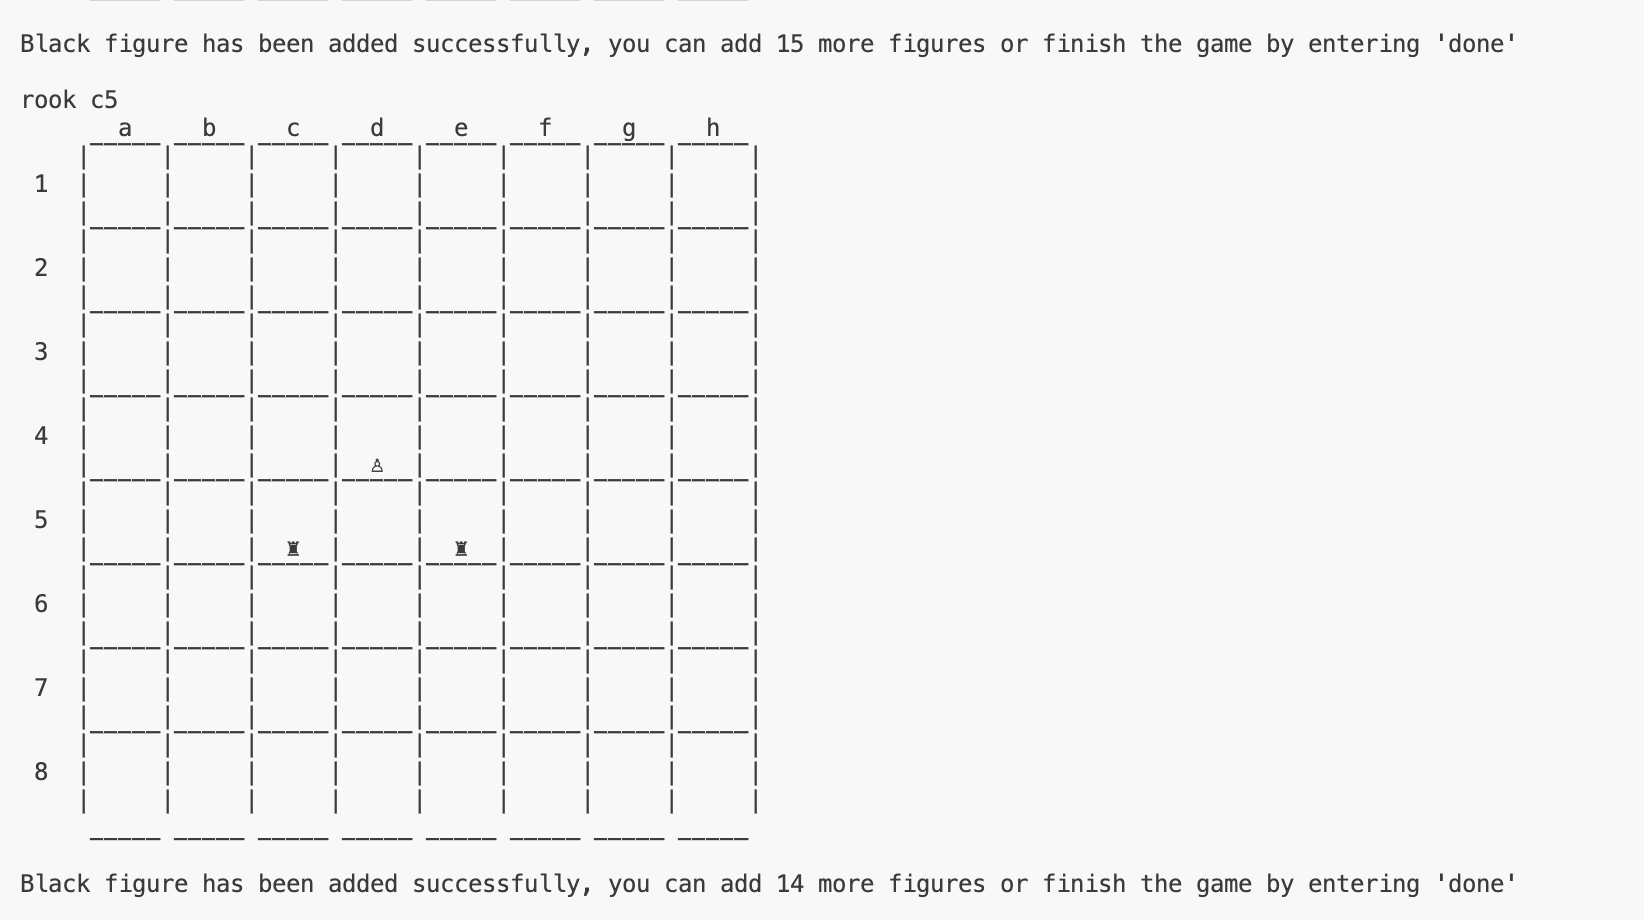 Black figure has been added successfully, you can add 15 more figures or finish the game by entering 'done'
rook c5
a b c d e f g h
1
2
3
4
♙
5
♜ ♜
6
7
8
Black figure has been added successfully, you can add 14 more figures or finish the game by entering 'done'